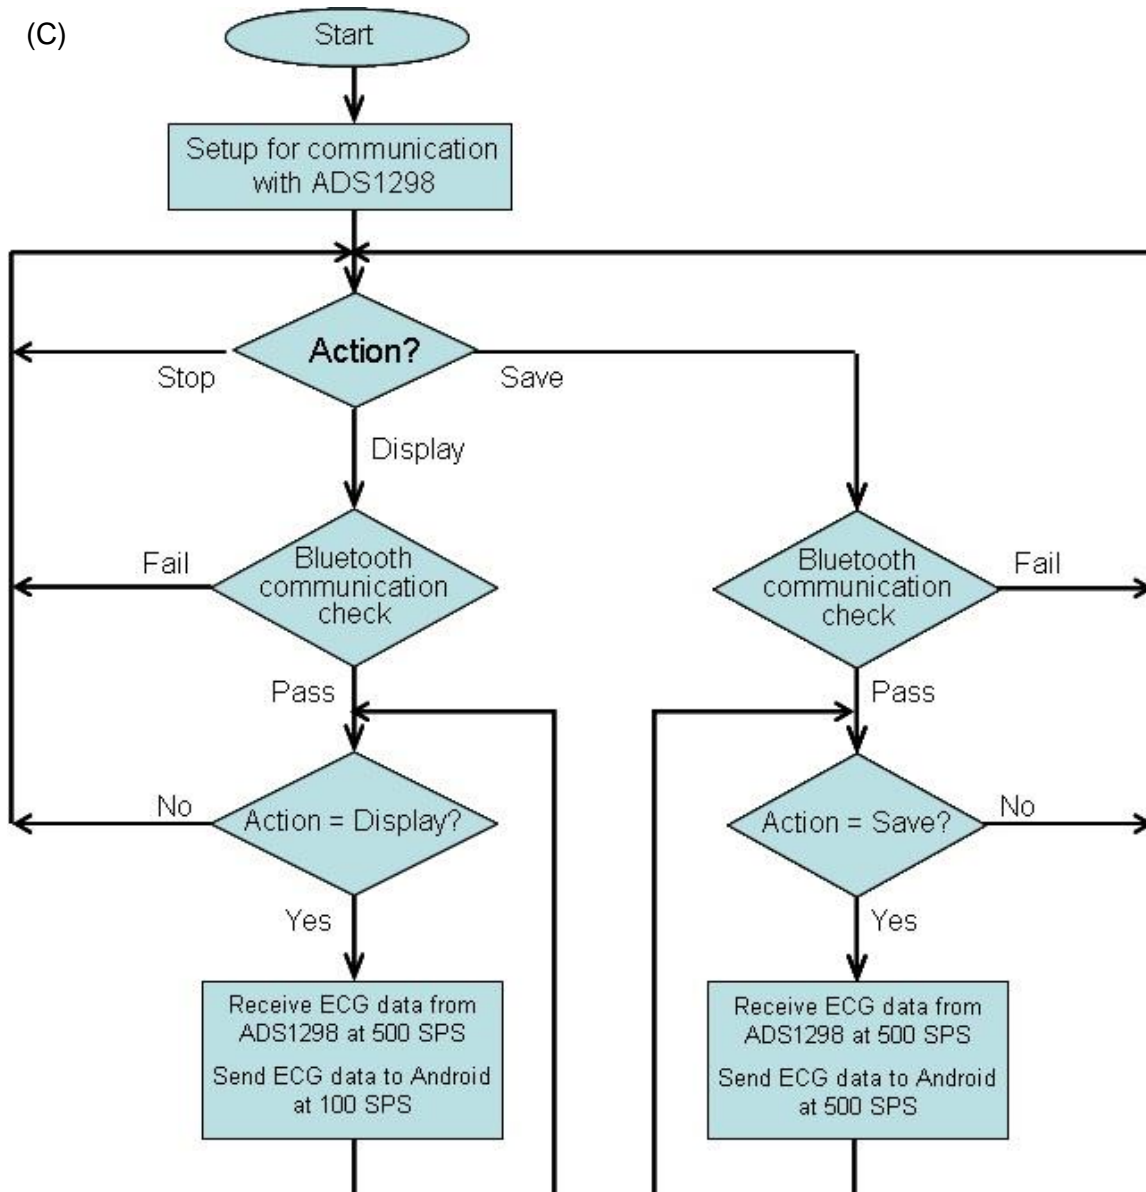 (C)
Start
Setup for communication
with ADS1298
Action?
Stop
Save
Display
Fail
Bluetooth
communication
check
Bluetooth
communication
check
Fail
Pass
Pass
No
Action = Display?
Action = Save?
No
Yes
Yes
Receive ECG data from
ADS1298 at 500 SPS
Send ECG data to Android
at 100 SPS
Receive ECG data from
ADS1298 at 500 SPS
Send ECG data to Android
at 500 SPS